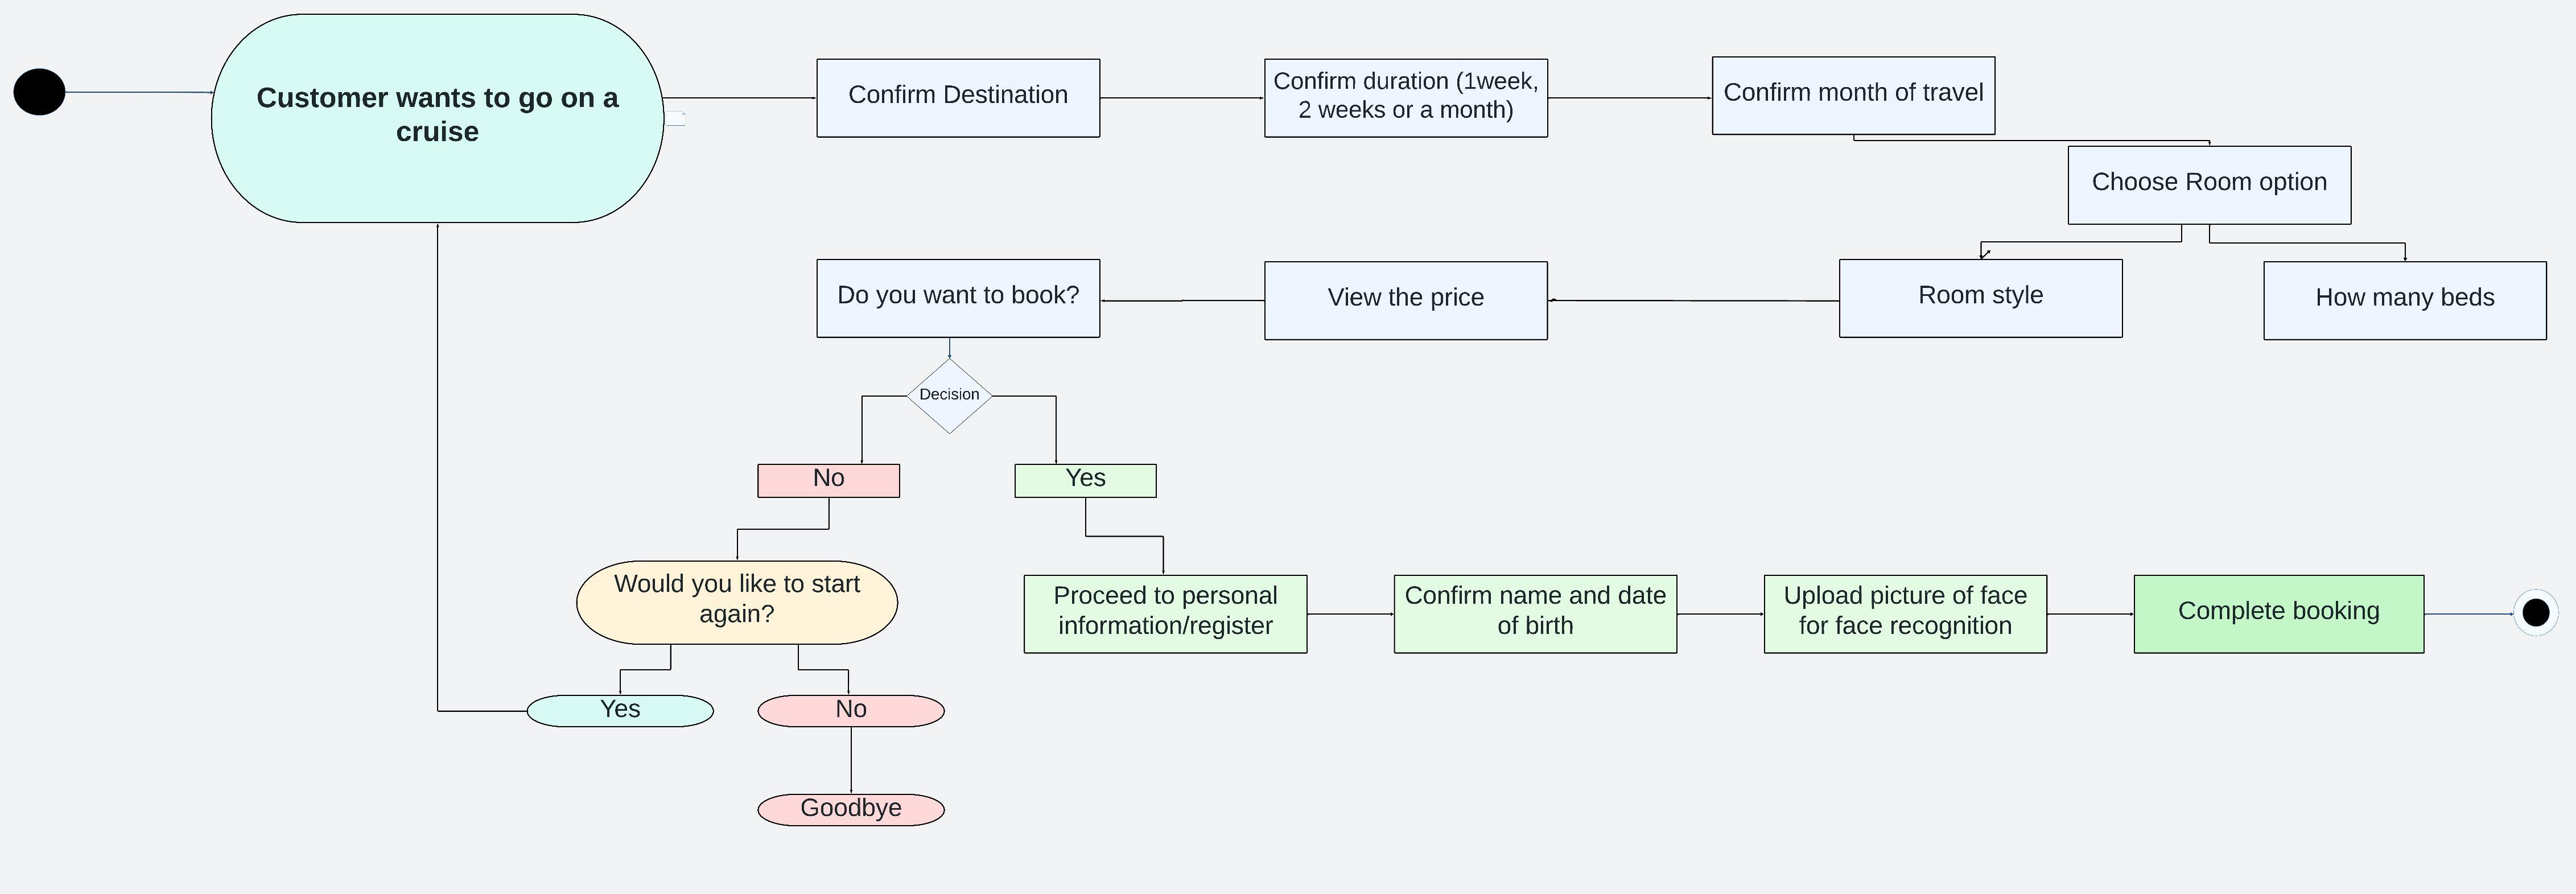 Customer wants to go on a
cruise
Confirm Destination
Confirm duration (1week,
2 weeks or a month)
Confirm month of travel
Choose Room option
Do you want to book?
View the price
Room style
How many beds
Decision
No
Yes
Would you like to start
again?
Proceed to personal
information/register
Confirm name and date
of birth
Upload picture of face
for face recognition
Complete booking
Yes
No
Goodbye